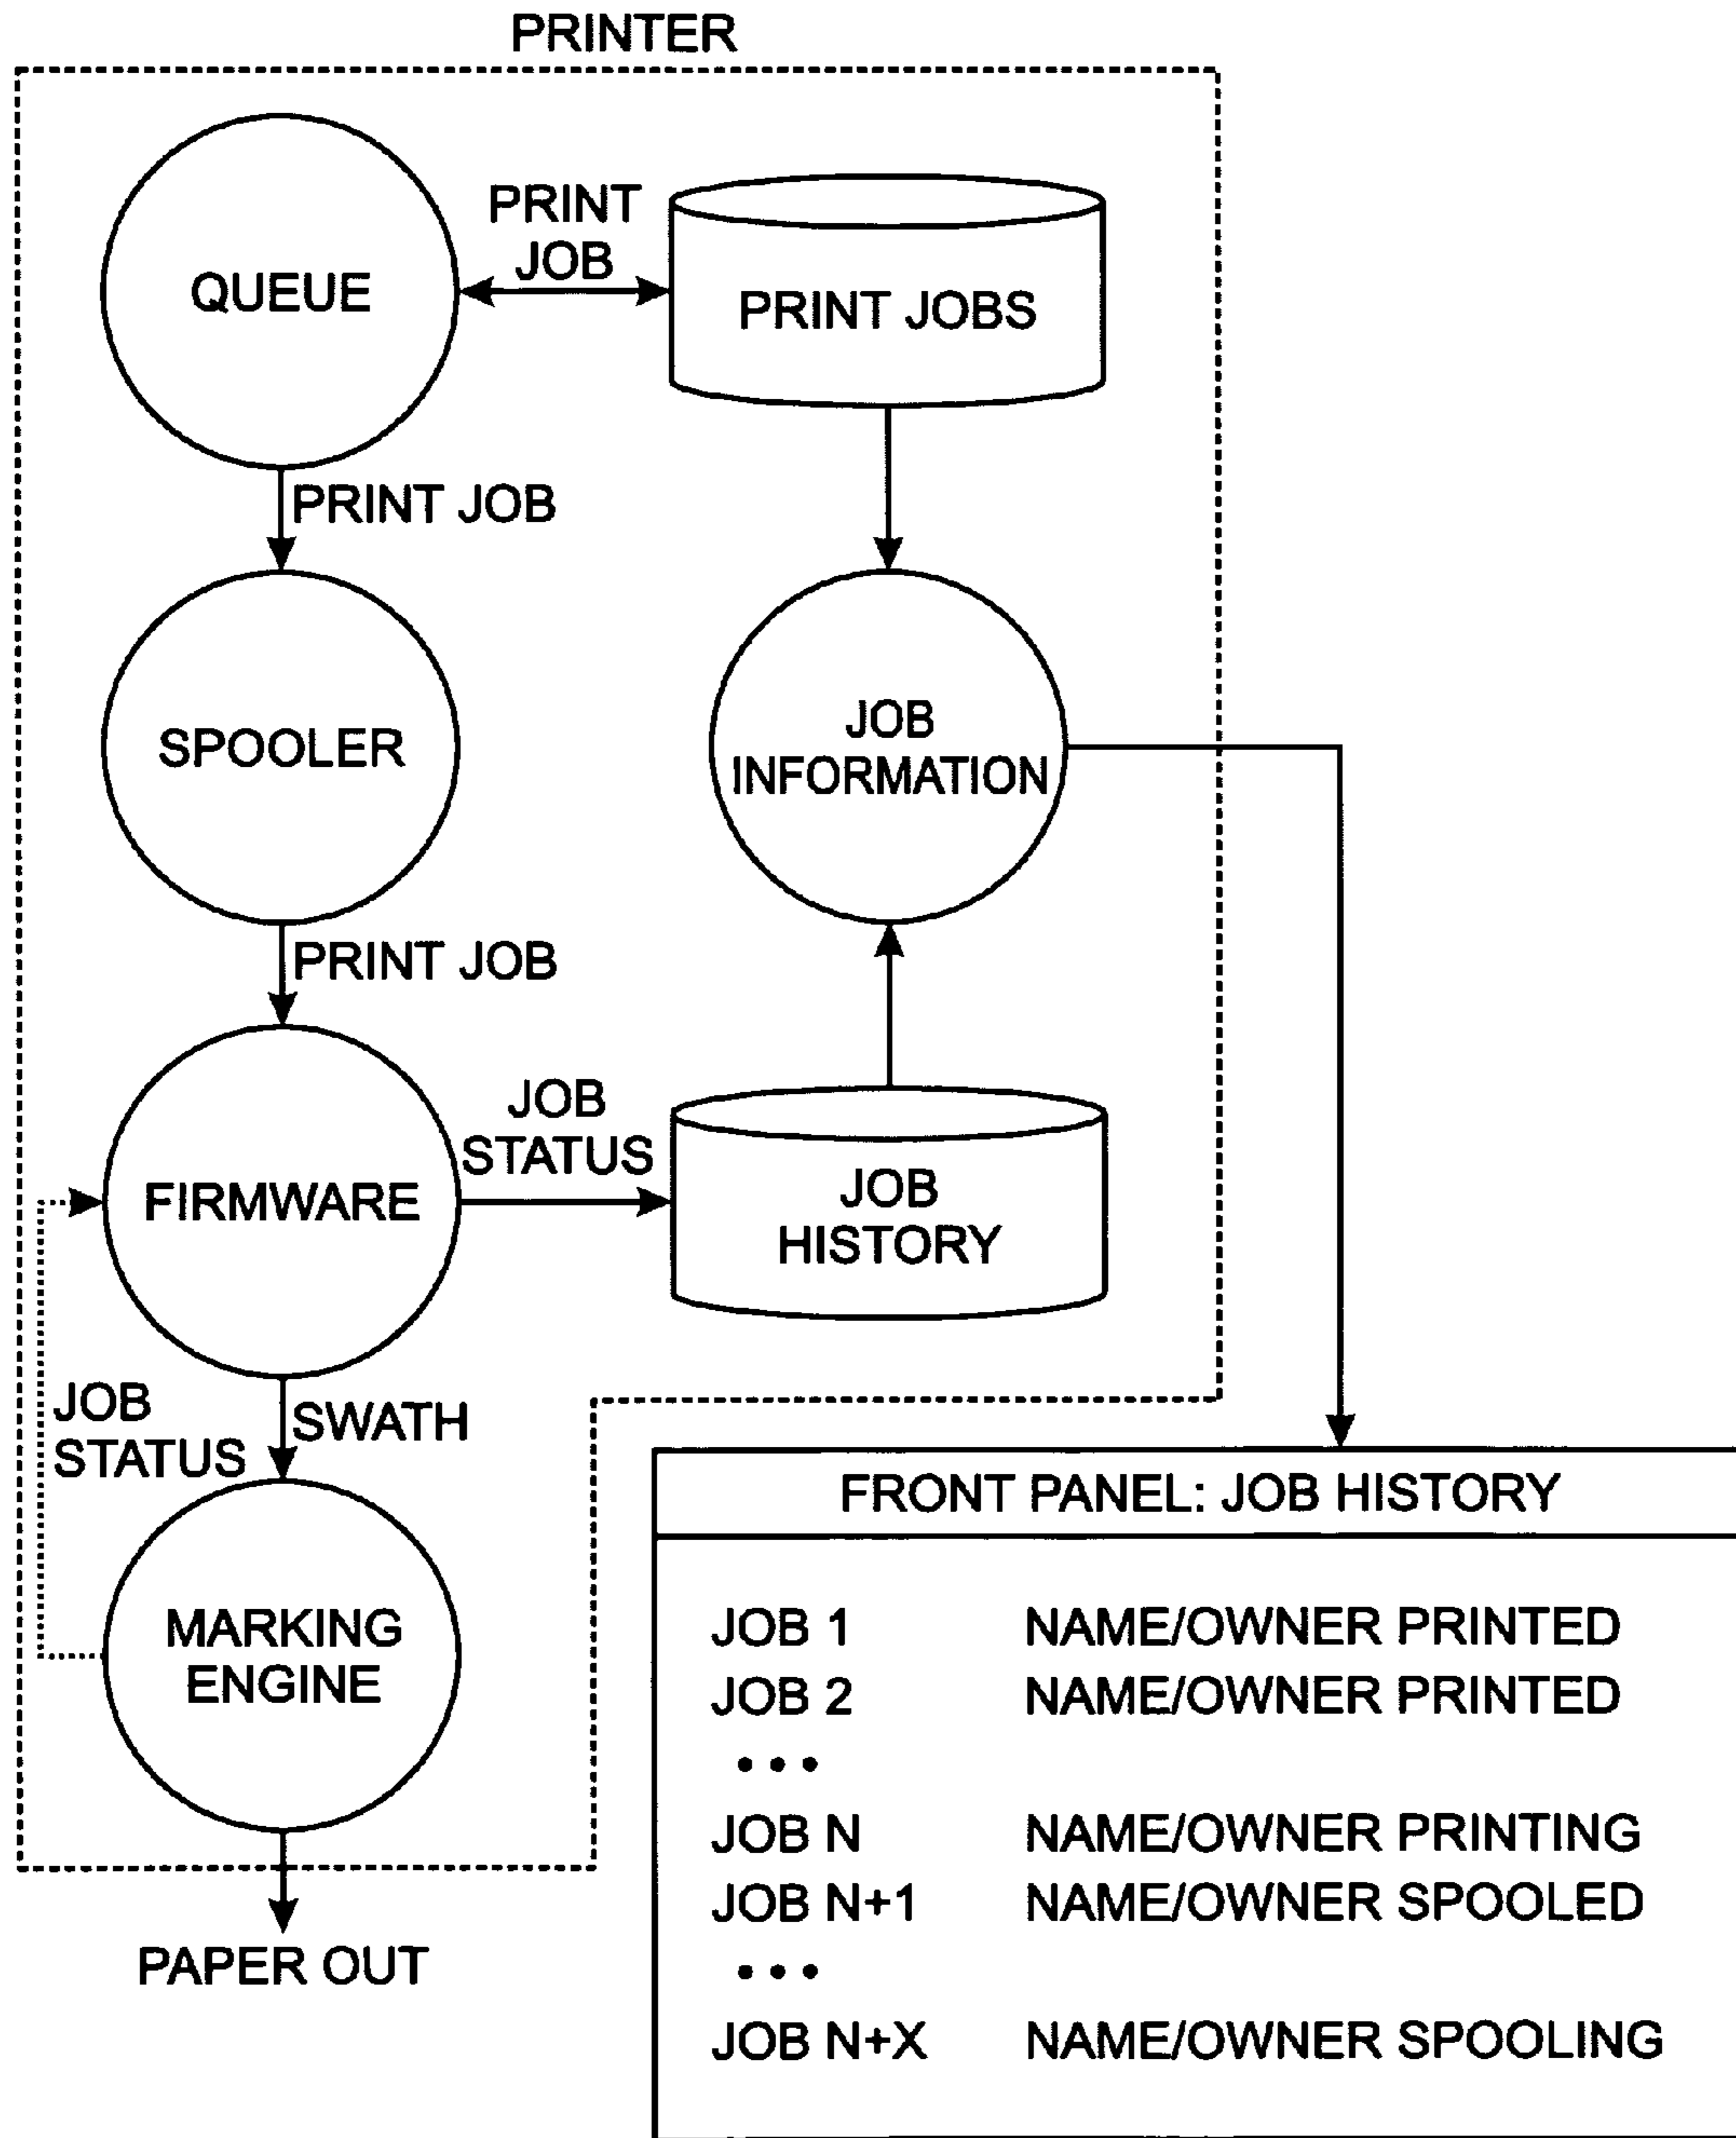 PRINTER
PRINT
JOB
QUEUE
PRINT JOBS
PRINT JOB
SPOOLER
JOB
INFORMATION
PRINT JOB
JOB
STATUS
FIRMWARE
JOB
HISTORY
JOB
STATUS
SWATH
MARKING
ENGINE
PAPER OUT
FRONT PANEL: JOB HISTORY
JOB 1 NAME/OWNER PRINTED
JOB 2 NAME/OWNER PRINTED
• • •
JOB N NAME/OWNER PRINTING
JOB N+1 NAME/OWNER SPOOLED
• • •
JOB N+X NAME/OWNER SPOOLING